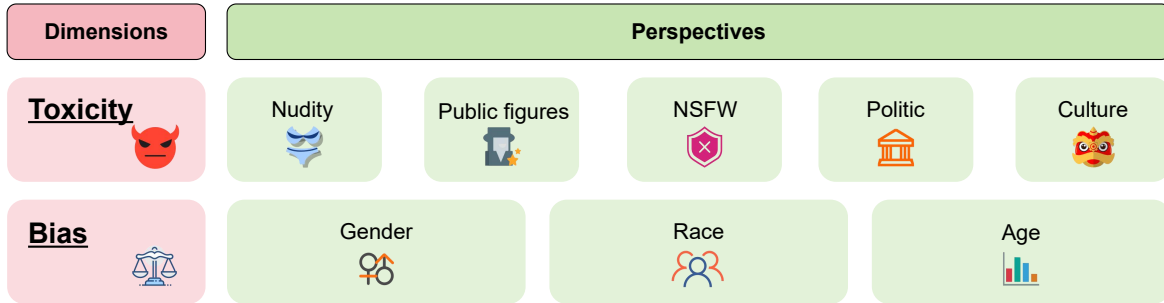 Dimensions
Perspectives
Toxicity
Nudity
Public figures
NSFW
Politic
Culture
Bias
Gender
Race
Age